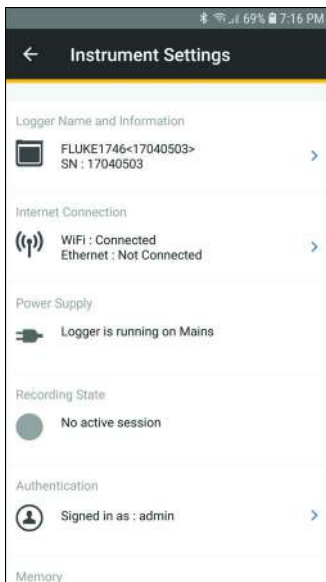 69% 7:16 PM
Instrument Settings
Logger Name and Information
FLUKE1746<17040503>
SN : 17040503
Internet Connection
WiFi : Connected
Ethernet : Not Connected
Power Supply
Logger is running on Mains
Recording State
No active session
Authentication
Signed in as : admin
Memory